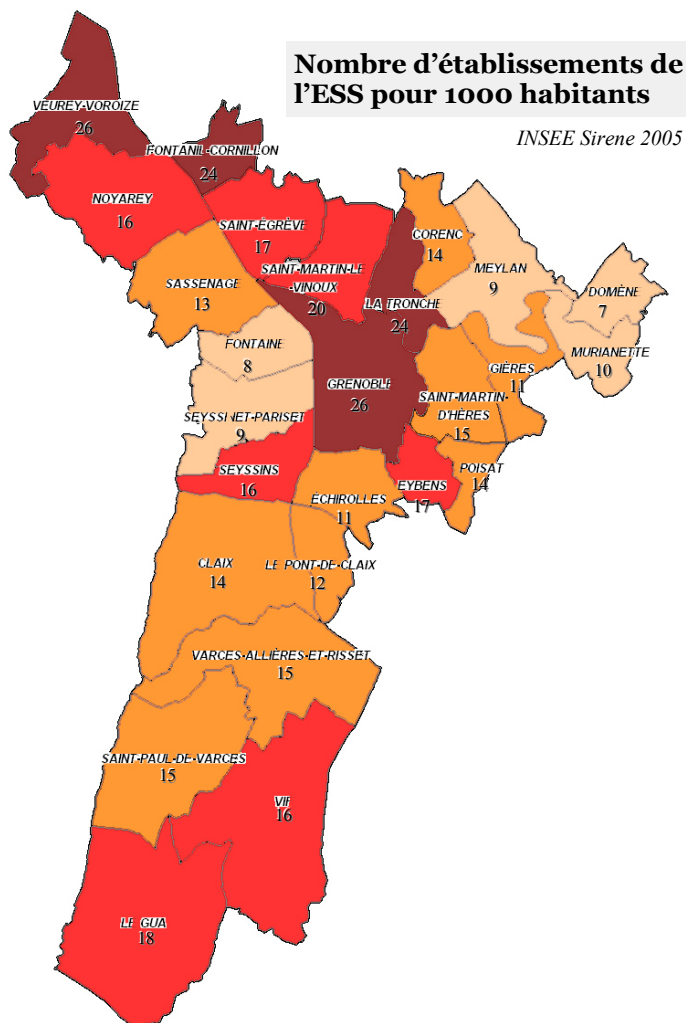 Nombre d'établissements de
l'ESS pour 1000 habitants
INSEE Sirene 2005
VEUREY-VOROIZE
26
FONTANIL-CORNILLON
24
NOYAREY
16
SAINT-ÉGRÈVE
17
CORENC
14
SAINT-MARTIN-LE
-VINOUX
20
MEYLAN
9
SASSENAGE
13
LA TRONCHE
24
DOMÈNE
7
FONTAINE
8
MURIANETTE
10
GIÈRES
11
GRENOBLE
26
SAINT-MARTIN-
D'HÈRES
15
SEYSSINET-PARISET
9
SEYSSINS
16
POISAT
14
EYBENS
17
ÉCHIROLLES
11
CLAIX
14
LE PONT-DE-CLAIX
12
VARCES-ALLIÈRES-ET-RISSET
15
SAINT-PAUL-DE-VARCES
15
VIF
16
LE GUA
18